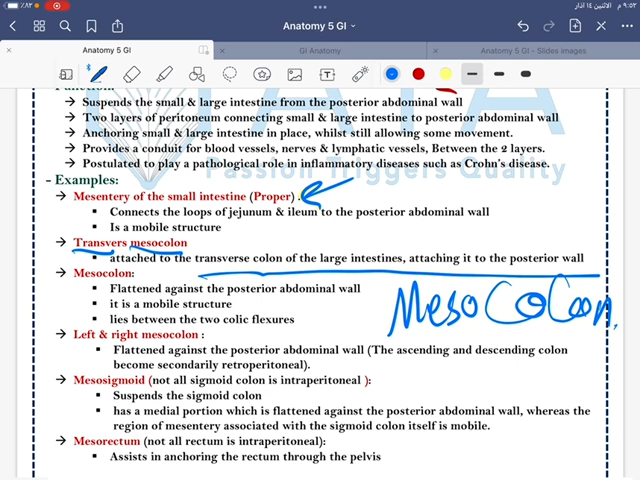 ٨٢٪
٩:٥٢ م الاثنين ١٤ آذار
Anatomy 5 GI
Anatomy 5 GI
GI Anatomy
Anatomy 5 GI - Slides images
Function
→ Suspends the small & large intestine from the posterior abdominal wall
→ Two layers of peritoneum connecting small & large intestine to posterior abdominal wall
→ Anchoring small & large intestine in place, whilst still allowing some movement.
→ Provides a conduit for blood vessels, nerves & lymphatic vessels, Between the 2 layers.
→ Postulated to play a pathological role in inflammatory diseases such as Crohn's disease.
Passion Triggers Quality
- Examples:
→ Mesentery of the small intestine (Proper) .
▪ Connects the loops of jejunum & ileum to the posterior abdominal wall
▪ Is a mobile structure
→ Transvers mesocolon
▪ attached to the transverse colon of the large intestines, attaching it to the posterior wall
→ Mesocolon:
▪ Flattened against the posterior abdominal wall
▪ it is a mobile structure
▪ lies between the two colic flexures
MesoColon
→ Left & right mesocolon :
▪ Flattened against the posterior abdominal wall (The ascending and descending colon
become secondarily retroperitoneal).
→ Mesosigmoid (not all sigmoid colon is intraperitoneal ):
▪ Suspends the sigmoid colon
▪ has a medial portion which is flattened against the posterior abdominal wall, whereas the
region of mesentery associated with the sigmoid colon itself is mobile.
→ Mesorectum (not all rectum is intraperitoneal):
▪ Assists in anchoring the rectum through the pelvis